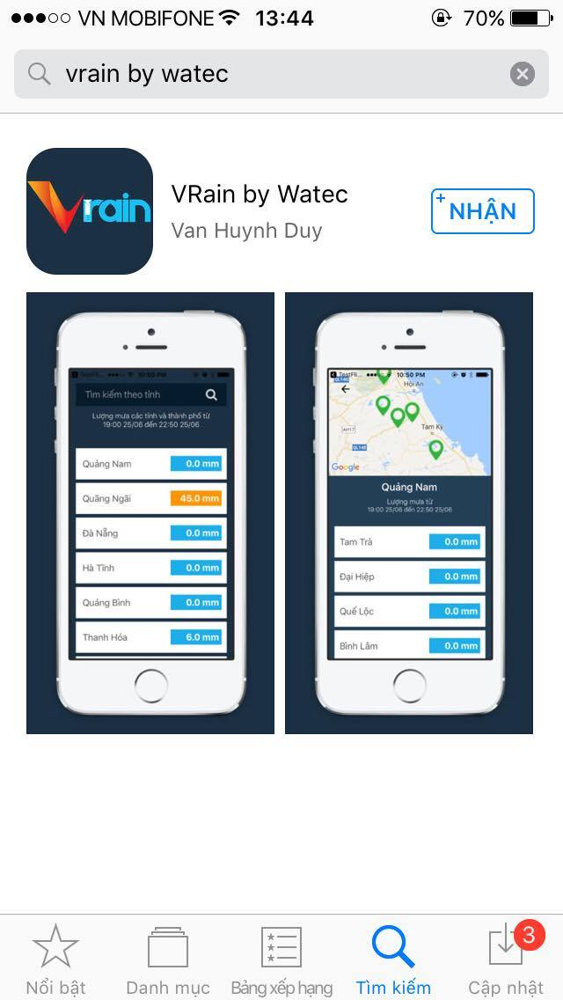 VN MOBIFONE 13:44 70%
vrain by watec
Vrain
VRain by Watec
Van Huynh Duy
NHẬN
TestFli... 10:50 PM
Tìm kiếm theo tỉnh
Lượng mưa các tỉnh và thành phố từ
19:00 25/06 đến 22:50 25/06
Quảng Nam 0.0 mm
Quãng Ngãi 45.0 mm
Đà Nẵng 0.0 mm
Hà Tĩnh 0.0 mm
Quảng Bình 0.0 mm
Thanh Hóa 6.0 mm
TestFli... 10:50 PM
Hội An
Tam Kỳ
AH17
QL14E
Google
Quảng Nam
Lượng mưa từ
19:00 25/06 đến 22:50 25/06
Tam Trà 0.0 mm
Đại Hiệp 0.0 mm
Quế Lộc 0.0 mm
Bình Lâm 0.0 mm
3
Nổi bật Danh mục Bảng xếp hạng Tìm kiếm Cập nhật